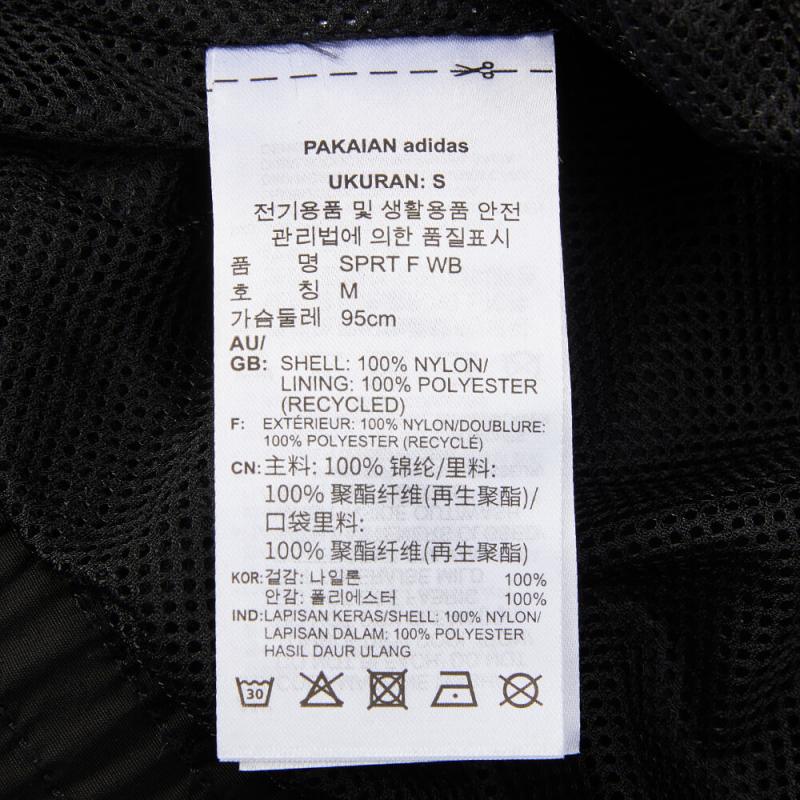 PAKAIAN adidas
UKURAN: S
전기용품 및 생활용품 안전
관리법에 의한 품질표시
품 명 SPRT F WB
호 칭 M
가슴둘레 95cm
AU/
GB: SHELL: 100% NYLON/
LINING: 100% POLYESTER
(RECYCLED)
F: EXTÉRIEUR: 100% NYLON/DOUBLURE:
100% POLYESTER (RECYCLÉ)
CN: 主料: 100% 锦纶/里料:
100% 聚酯纤维(再生聚酯)/
口袋里料:
100% 聚酯纤维(再生聚酯)
KOR: 겉감: 나일론 100%
안감: 폴리에스터 100%
IND: LAPISAN KERAS/SHELL: 100% NYLON/
LAPISAN DALAM: 100% POLYESTER
HASIL DAUR ULANG
30